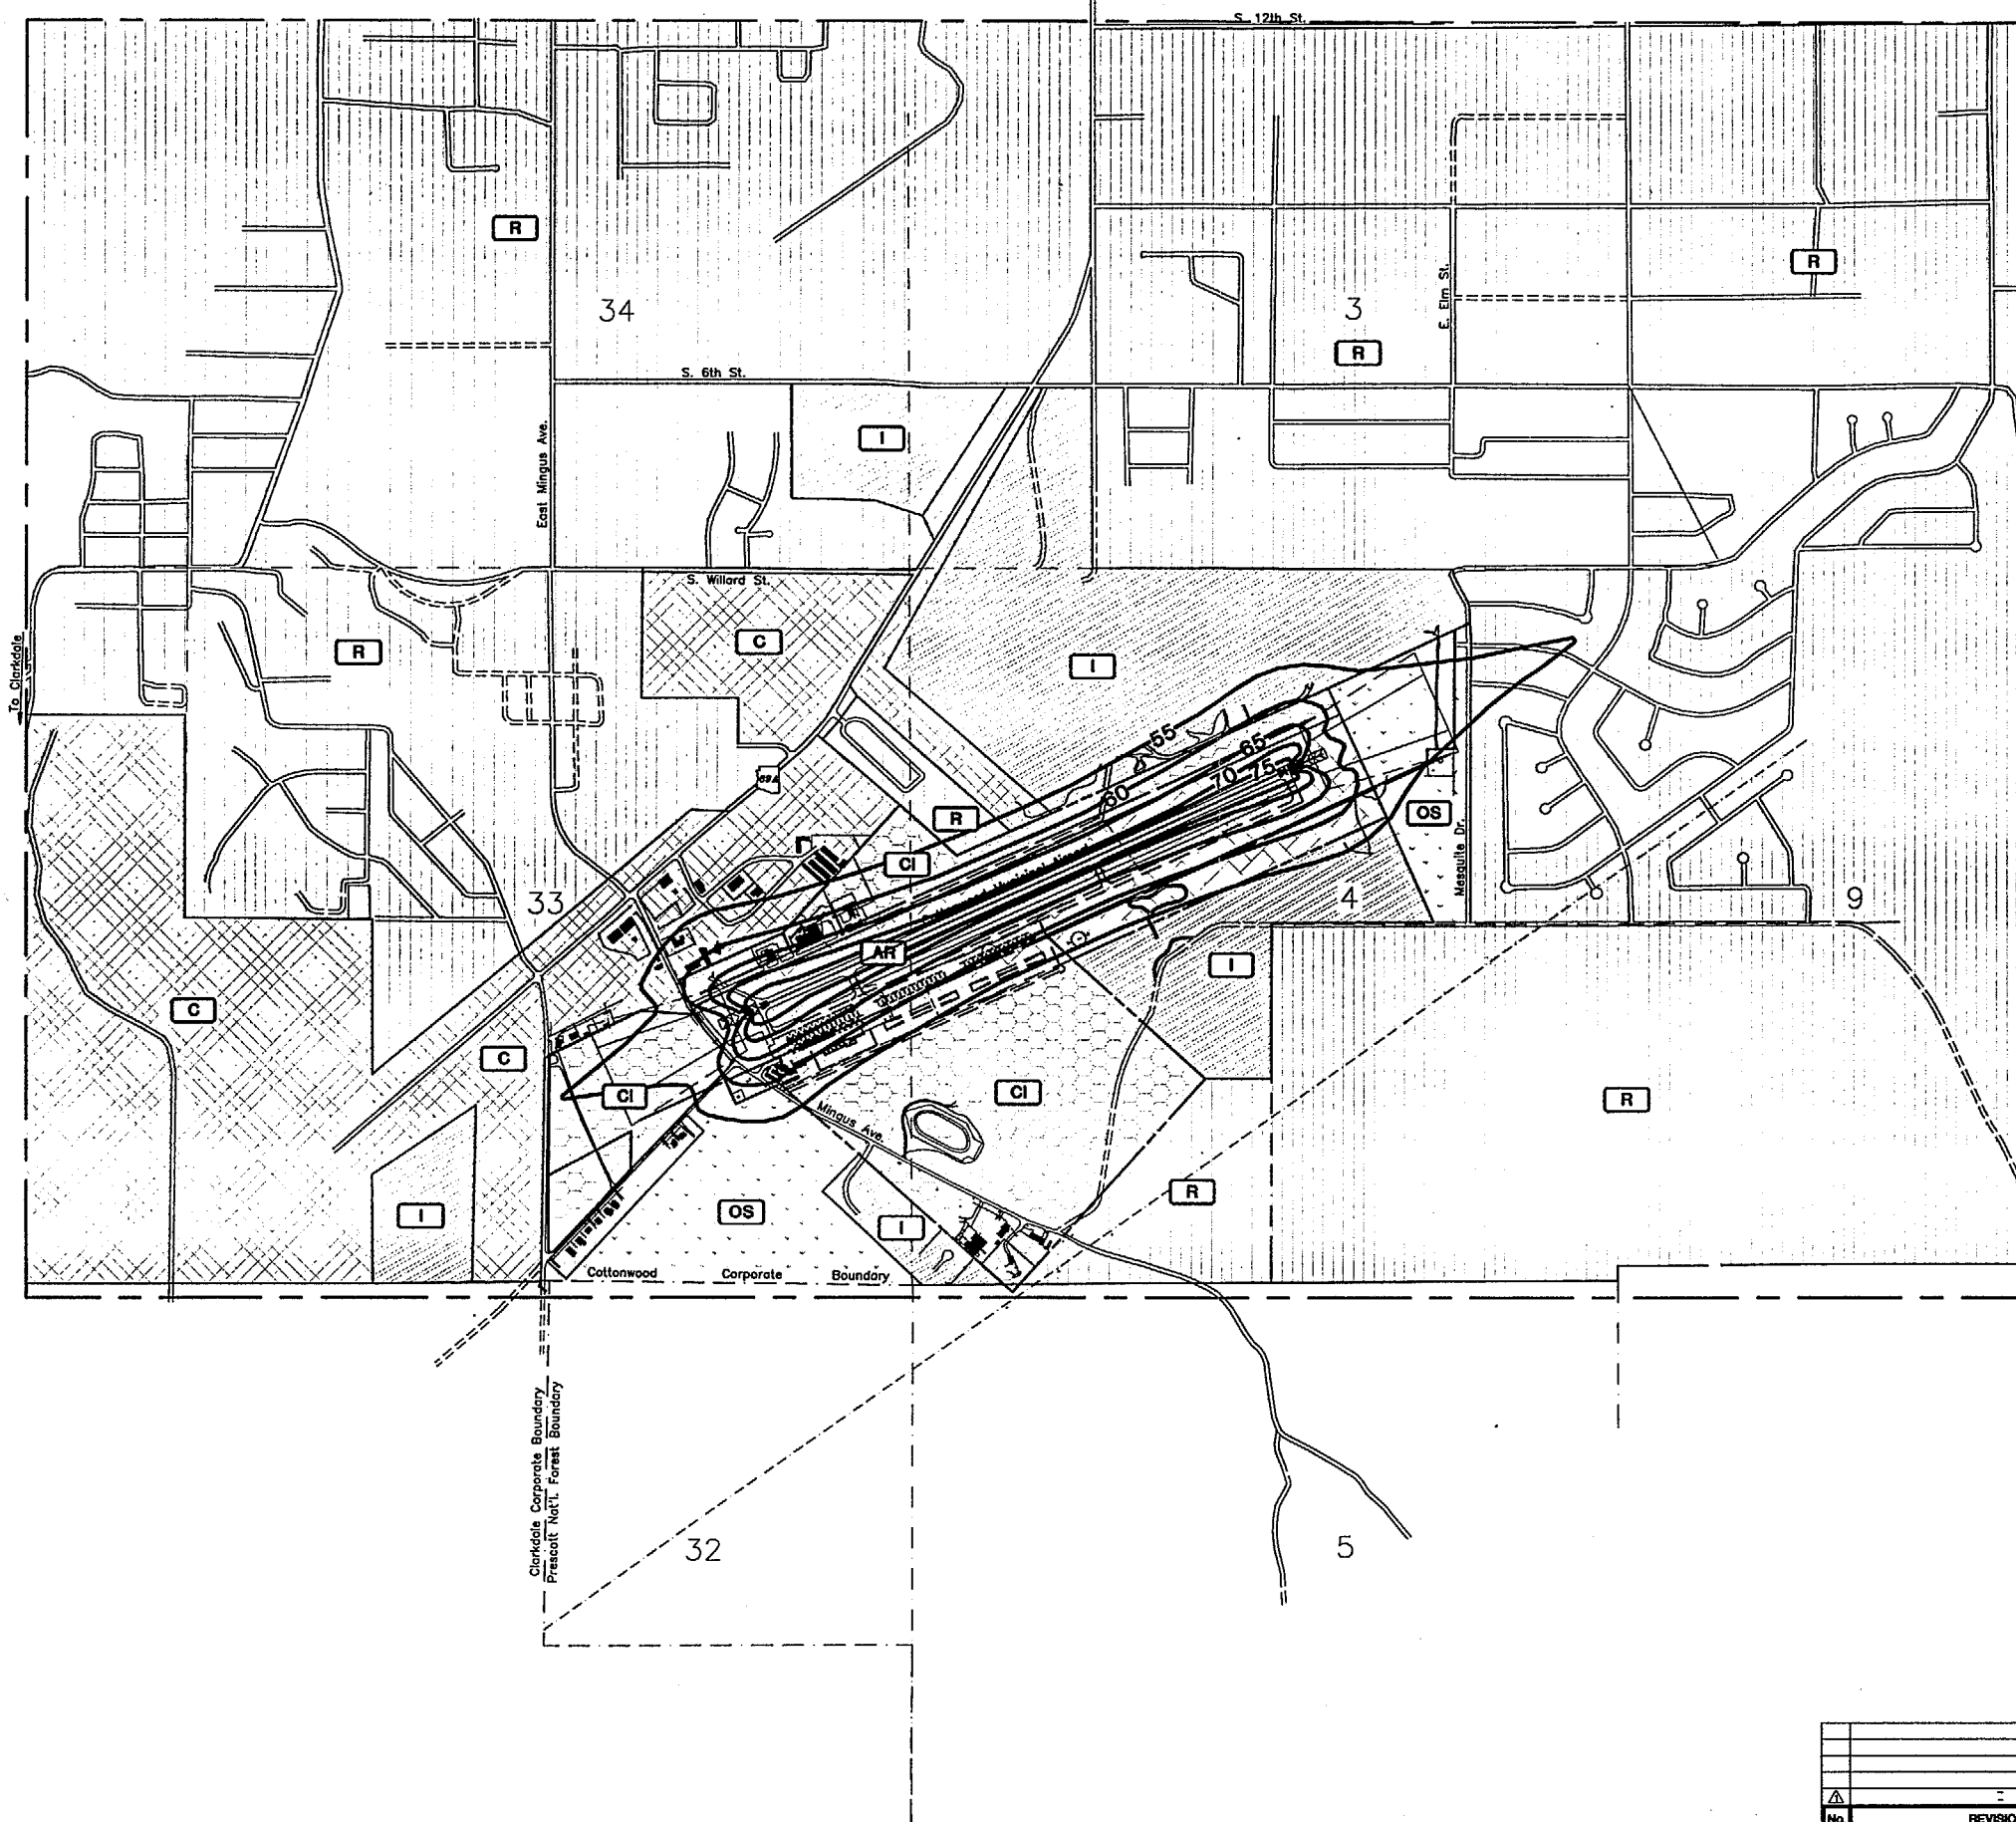 S. 12th St.
R
R
34
3
E. Elm St.
R
S. 6th St.
I
East Mingus Ave.
S. Willard St.
C
R
I
To Clarkdale
55
65
70
75
60
89A
R
OS
CI
Mesquite Dr.
33
4
9
AR
I
C
C
CI
CI
R
Mingus Ave.
R
I
OS
I
Cottonwood Corporate Boundary
Clarkdale Corporate Boundary
Prescott Nat'l. Forest Boundary
32
5
No.